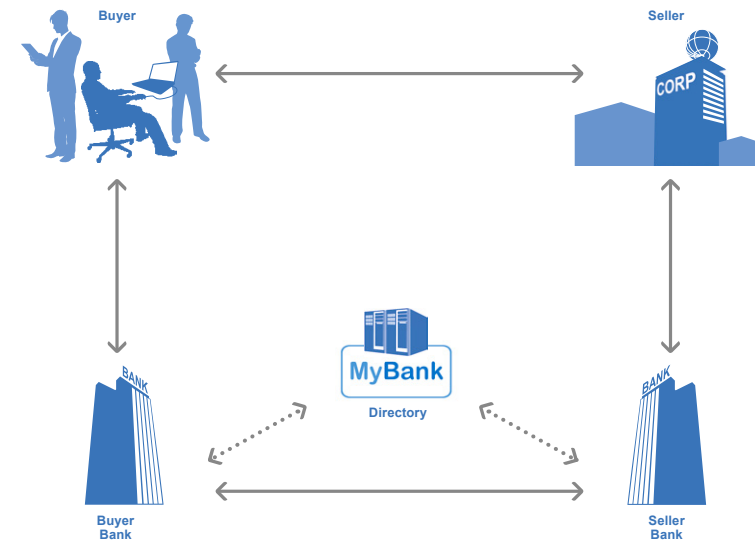 Buyer
Seller
CORP
MyBank
Directory
BANK
BANK
Buyer
Bank
Seller
Bank